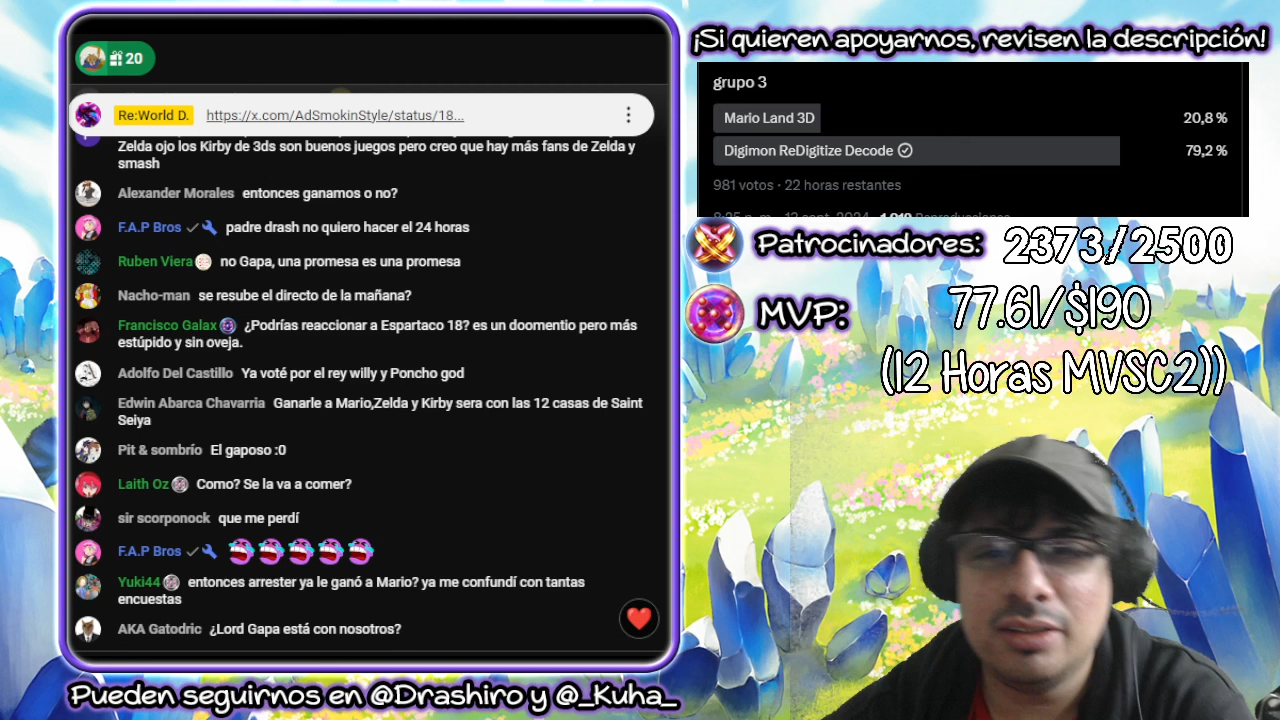 20
Re:World D. https://x.com/AdSmokinStyle/status/18...
Zelda ojo los Kirby de 3ds son buenos juegos pero creo que hay más fans de Zelda y
smash
Alexander Morales entonces ganamos o no?
F.A.P Bros padre drash no quiero hacer el 24 horas
Ruben Viera no Gapa, una promesa es una promesa
Nacho-man se resube el directo de la mañana?
Francisco Galax ¿Podrías reaccionar a Espartaco 18? es un doomentio pero más
estúpido y sin oveja.
Adolfo Del Castillo Ya voté por el rey willy y Poncho god
Edwin Abarca Chavarria Ganarle a Mario,Zelda y Kirby sera con las 12 casas de Saint
Seiya
Pit & sombrío El gaposo :0
Laith Oz Como? Se la va a comer?
sir scorponock que me perdí
F.A.P Bros
Yuki44 entonces arrester ya le ganó a Mario? ya me confundí con tantas
encuestas
AKA Gatodric ¿Lord Gapa está con nosotros?
Pueden seguirnos en @Drashiro y @_Kuha_
¡Si quieren apoyarnos, revisen la descripción!
grupo 3
Mario Land 3D 20,8 %
Digimon ReDigitize Decode 79,2 %
981 votos · 22 horas restantes
Patrocinadores: 2373/2500
MVP: 77.61/$190
(12 Horas MVSC2))